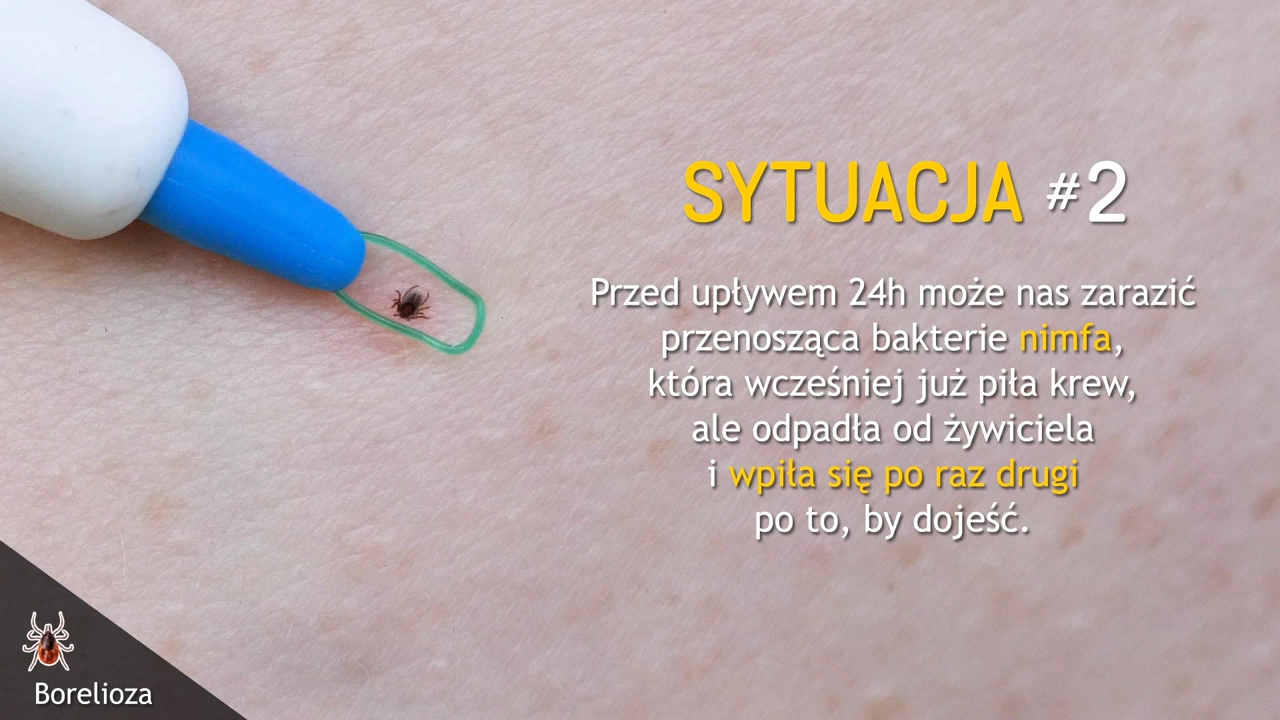 SYTUACJA #2
Przed upływem 24h może nas zarazić
przenosząca bakterie nimfa,
która wcześniej już piła krew,
ale odpadła od żywiciela
i wpiła się po raz drugi
po to, by dojeść.
Borelioza